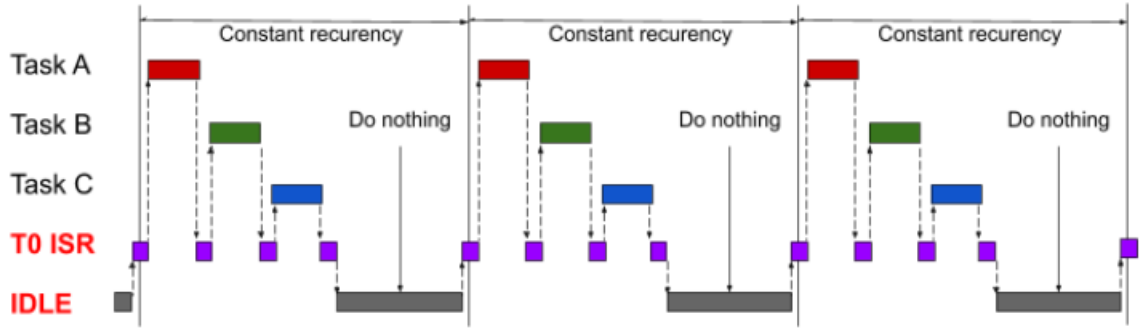 Constant recurency Constant recurency Constant recurency
Task A
Task B Do nothing Do nothing Do nothing
Task C
T0 ISR
IDLE